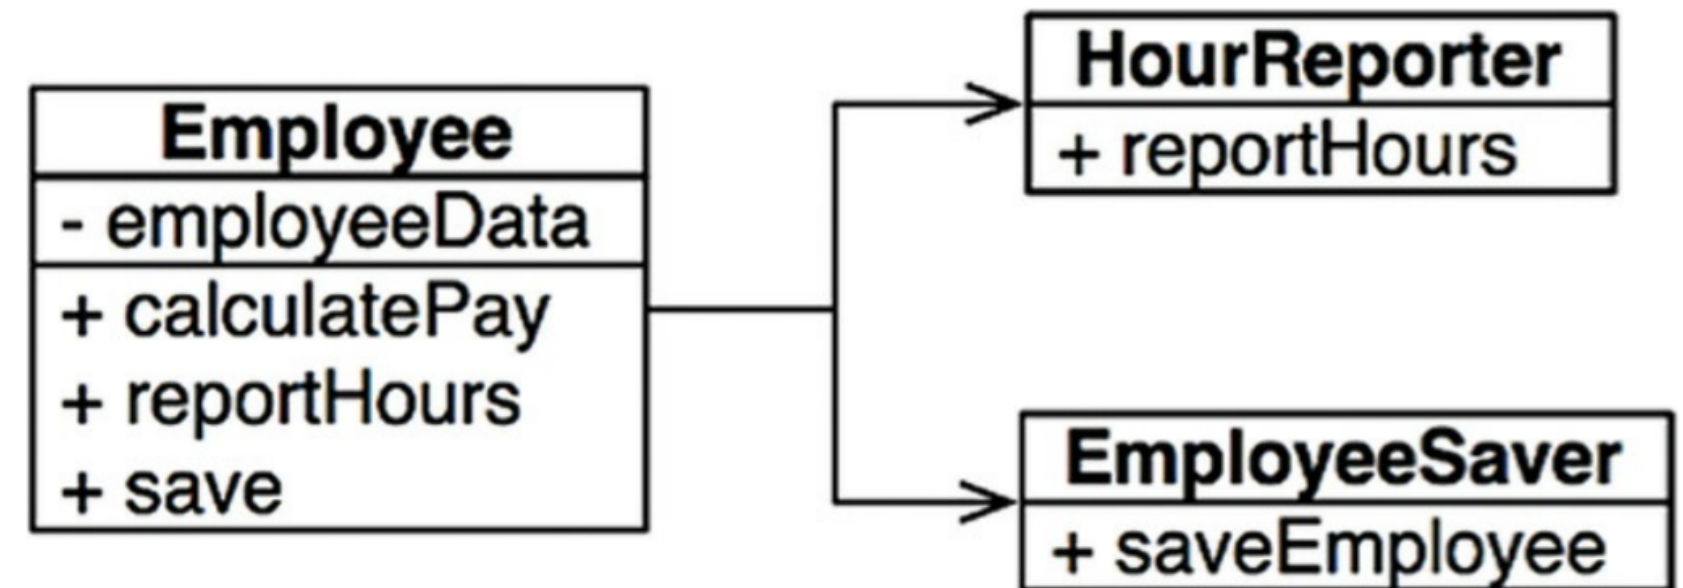 Employee
- employeeData
+ calculatePay
+ reportHours
+ save
HourReporter
+ reportHours
EmployeeSaver
+ saveEmployee